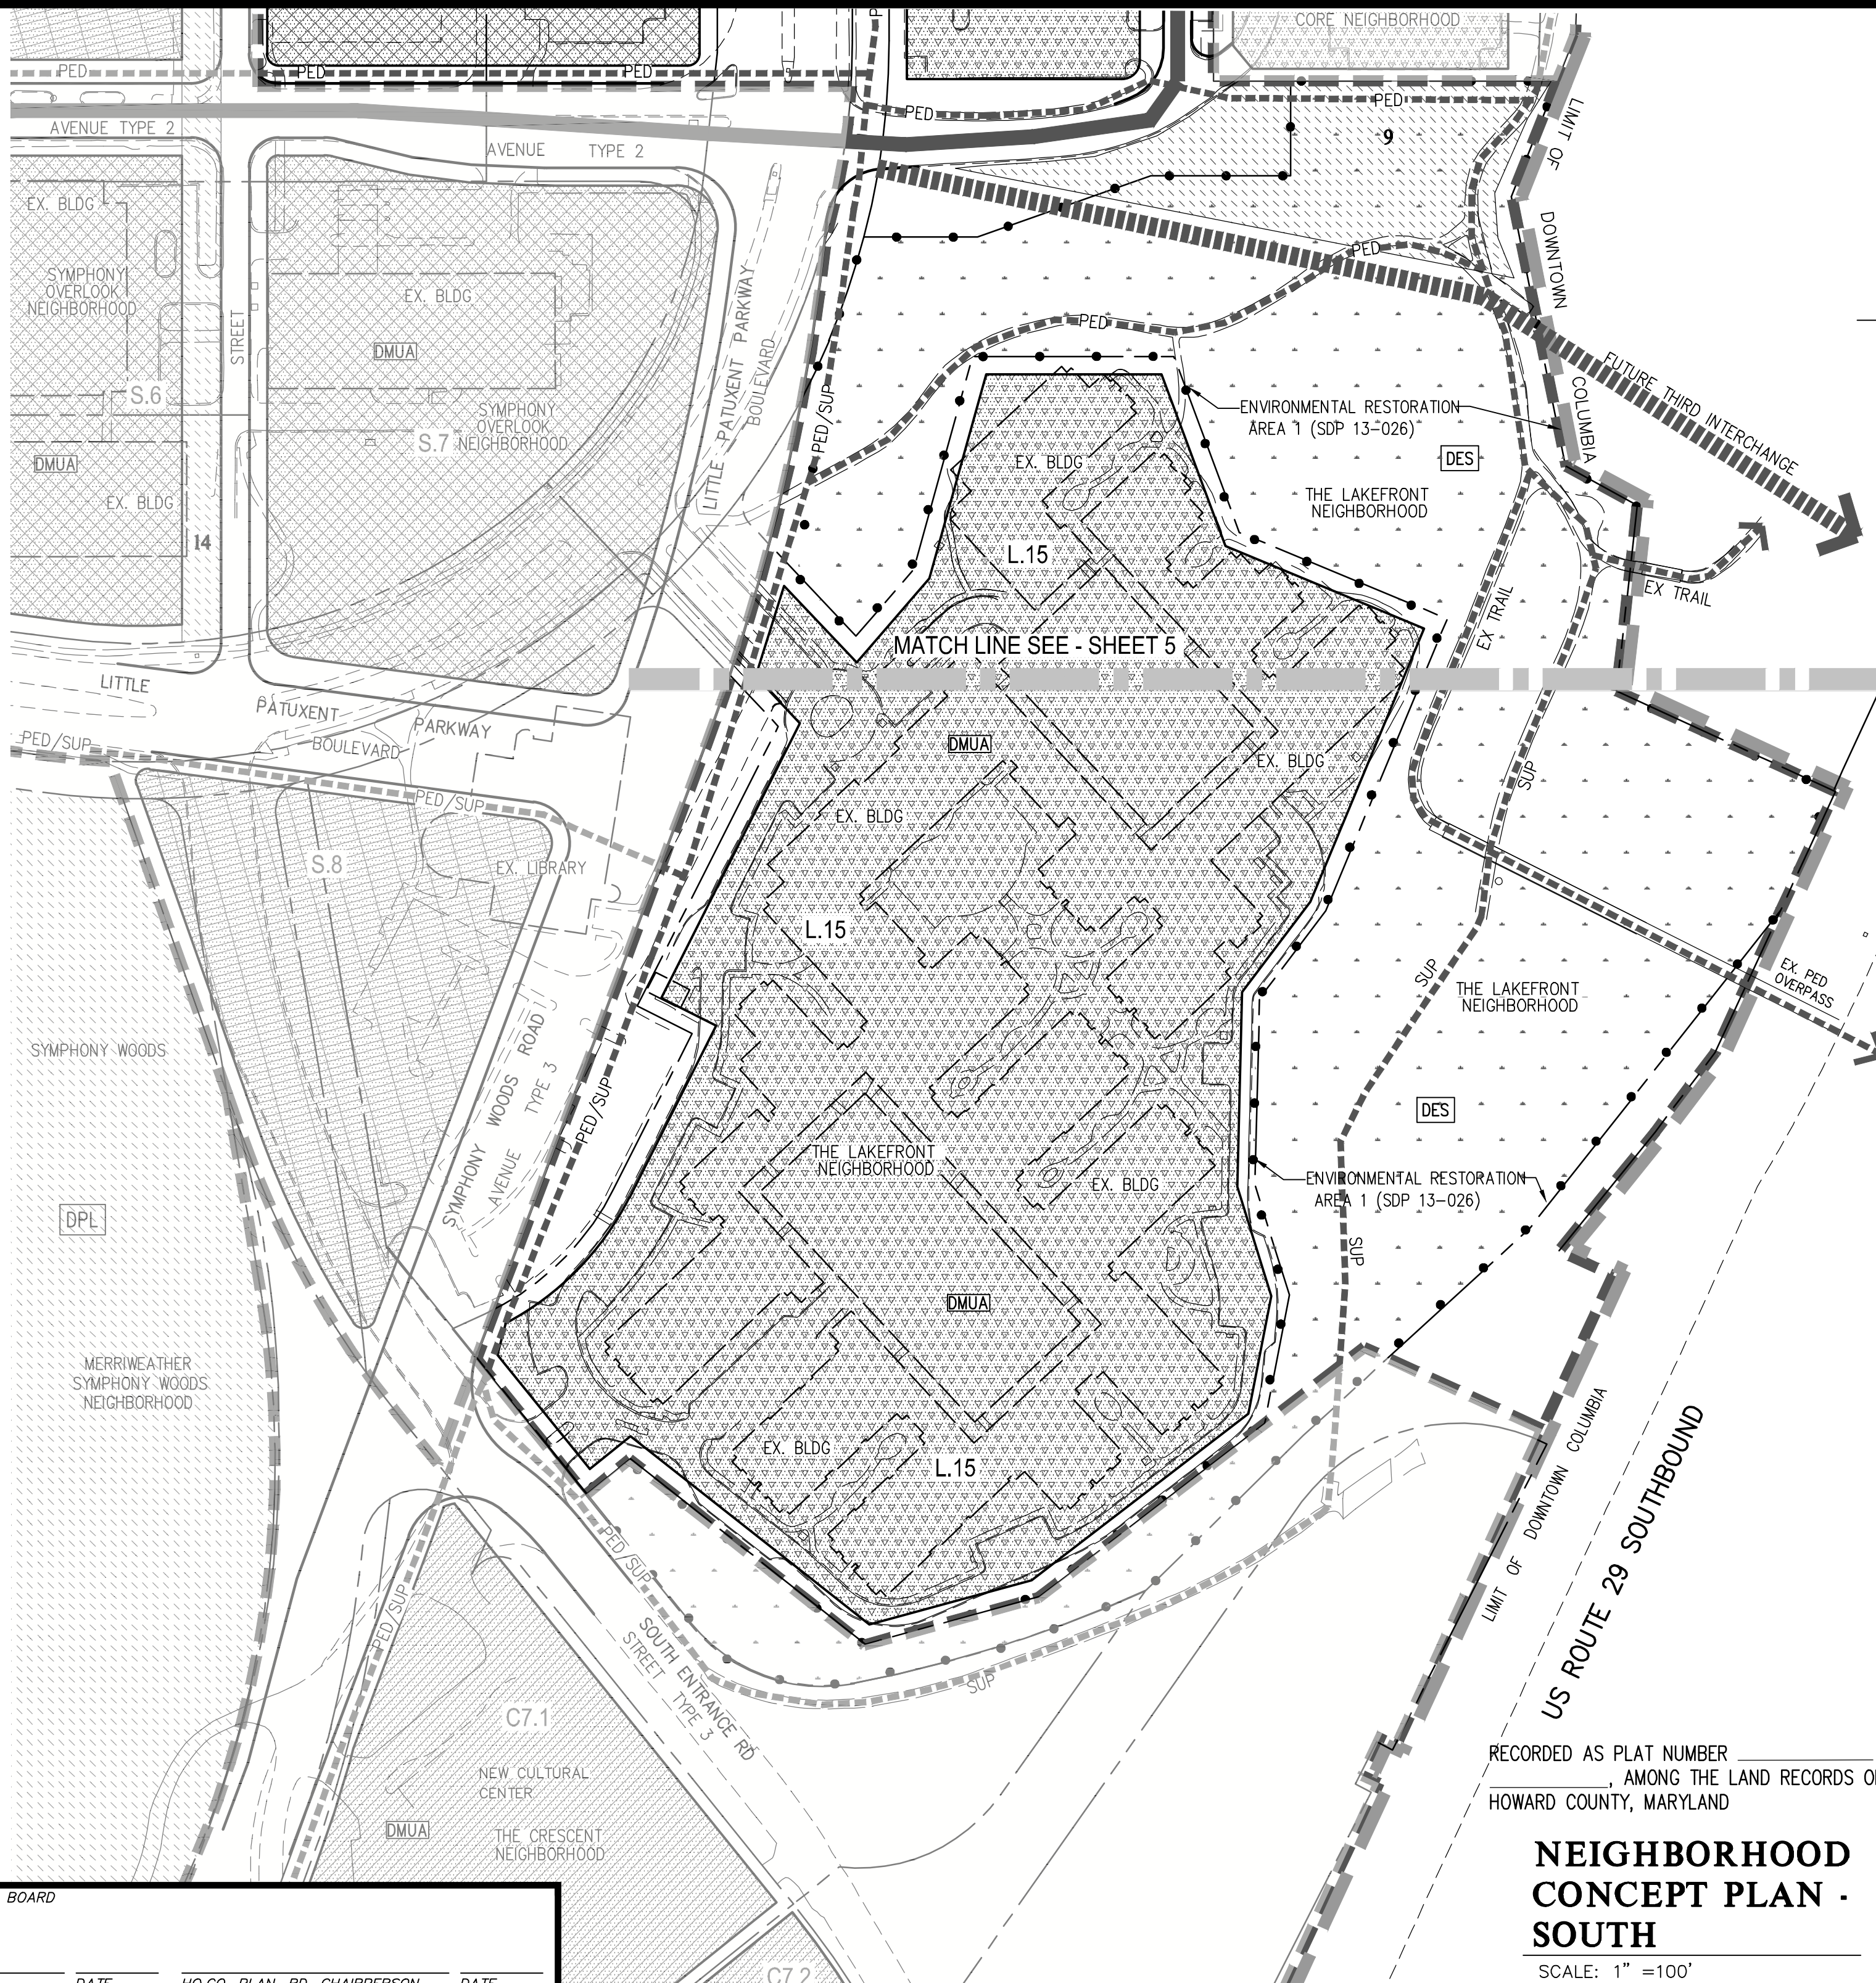 CORE NEIGHBORHOOD
PED
PED
PED
P
PED
PED
9
LIMIT OF
DOWNTOWN
COLUMBIA
AVENUE TYPE 2
AVENUE TYPE 2
EX. BLDG
SYMPHONY
OVERLOOK
NEIGHBORHOOD
STREET
EX. BLDG
DMUA
S.6
S.7
SYMPHONY
OVERLOOK
NEIGHBORHOOD
DMUA
EX. BLDG
14
LITTLE PATUXENT PARKWAY
BOULEVARD
PED/SUP
PED
PED
FUTURE THIRD INTERCHANGE
ENVIRONMENTAL RESTORATION
AREA 1 (SDP 13-026)
DES
THE LAKEFRONT
NEIGHBORHOOD
EX. BLDG
L.15
EX TRAIL
EX TRAIL
MATCH LINE SEE - SHEET 5
LITTLE
PATUXENT
PARKWAY
BOULEVARD
PED/SUP
PED/SUP
DMUA
EX. BLDG
EX. BLDG
SUP
S.8
EX. LIBRARY
L.15
SUP
EX. PED
OVERPASS
THE LAKEFRONT
NEIGHBORHOOD
SYMPHONY WOODS
SYMPHONY WOODS ROAD
AVENUE TYPE 3
PED/SUP
DES
THE LAKEFRONT
NEIGHBORHOOD
EX. BLDG
ENVIRONMENTAL RESTORATION
AREA 1 (SDP 13-026)
SUP
DPL
DMUA
MERRIWEATHER
SYMPHONY WOODS
NEIGHBORHOOD
EX. BLDG
L.15
LIMIT OF DOWNTOWN COLUMBIA
US ROUTE 29 SOUTHBOUND
PED/SUP
PED/SUP
SOUTH ENTRANCE RD
STREET TYPE 3
SUP
C7.1
NEW CULTURAL
CENTER
DMUA
THE CRESCENT
NEIGHBORHOOD
C7.2
RECORDED AS PLAT NUMBER
, AMONG THE LAND RECORDS O
HOWARD COUNTY, MARYLAND
NEIGHBORHOOD
CONCEPT PLAN -
SOUTH
SCALE: 1" =100'
BOARD
DATE HO.CO. PLAN. BD. CHAIRPERSON DATE